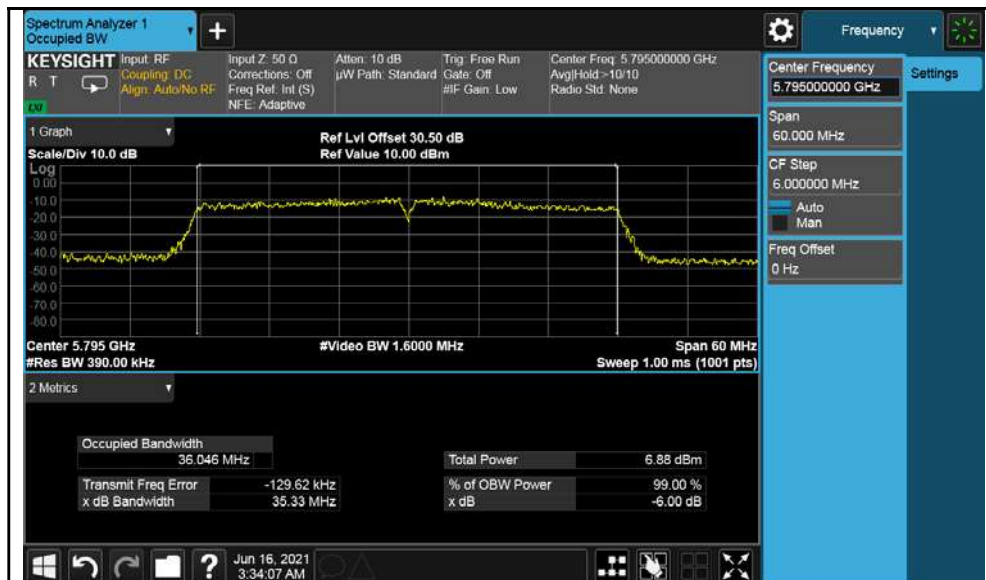 Spectrum Analyzer 1
Occupied BW
+
Frequency
KEYSIGHT
R T
LXI
Input: RF
Coupling: DC
Align: Auto/No RF
Input Z: 50 Ω
Corrections: Off
Freq Ref: Int (S)
NFE: Adaptive
Atten: 10 dB
µW Path: Standard
Trig: Free Run
Gate: Off
#IF Gain: Low
Center Freq: 5.795000000 GHz
Avg|Hold:>10/10
Radio Std: None
Center Frequency
5.795000000 GHz
Settings
Span
60.000 MHz
CF Step
6.000000 MHz
Auto
Man
Freq Offset
0 Hz
1 Graph
Scale/Div 10.0 dB
Ref Lvl Offset 30.50 dB
Ref Value 10.00 dBm
Log
0.00
-10.0
-20.0
-30.0
-40.0
-50.0
-60.0
-70.0
-80.0
Center 5.795 GHz
#Video BW 1.6000 MHz
Span 60 MHz
#Res BW 390.00 kHz
Sweep 1.00 ms (1001 pts)
2 Metrics
Occupied Bandwidth
36.046 MHz
Total Power 6.88 dBm
Transmit Freq Error -129.62 kHz
% of OBW Power 99.00 %
x dB Bandwidth 35.33 MHz
x dB -6.00 dB
?
Jun 16, 2021
3:34:07 AM